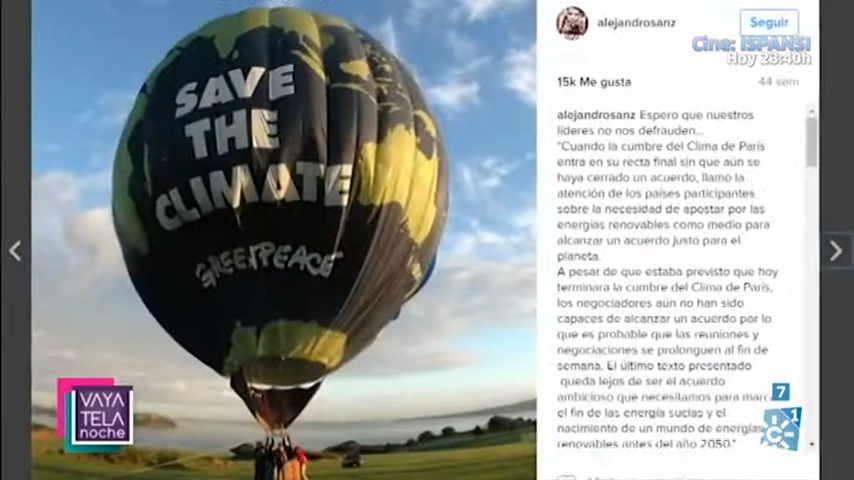 alejandrosanz
Seguir
Cine: ISPANSI
Hoy 23:40h
SAVE
THE
CLIMATE
GREENPEACE
15k Me gusta
44 sem
alejandrosanz Espero que nuestros
líderes no nos defrauden...
"Cuando la cumbre del Clima de París
entra en su recta final sin que aún se
haya cerrado un acuerdo, llamo la
atención de los países participantes
sobre la necesidad de apostar por las
energías renovables como medio para
alcanzar un acuerdo justo para el
planeta.
A pesar de que estaba previsto que hoy
terminara la cumbre del Clima de París,
los negociadores aún no han sido
capaces de alcanzar un acuerdo por lo
que es probable que las reuniones y
negociaciones se prolonguen al fin de
semana. El último texto presentado
queda lejos de ser el acuerdo
ambicioso que necesitamos para marca
el fin de las energía sucias y el
nacimiento de un mundo de energías
renovables antes del año 2050."
VAYA
TELA
noche
7
1